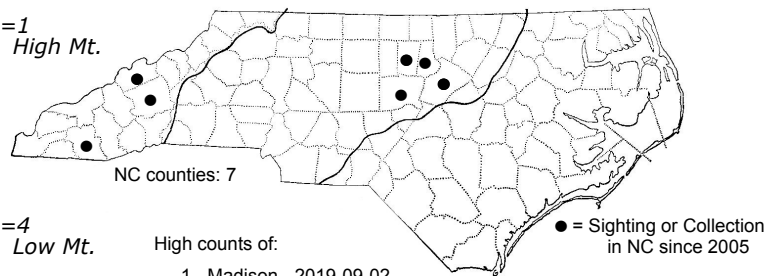 =1
High Mt.
NC counties: 7
=4
Low Mt.
High counts of:
1 - Madison - 2019-09-02
● = Sighting or Collection
in NC since 2005